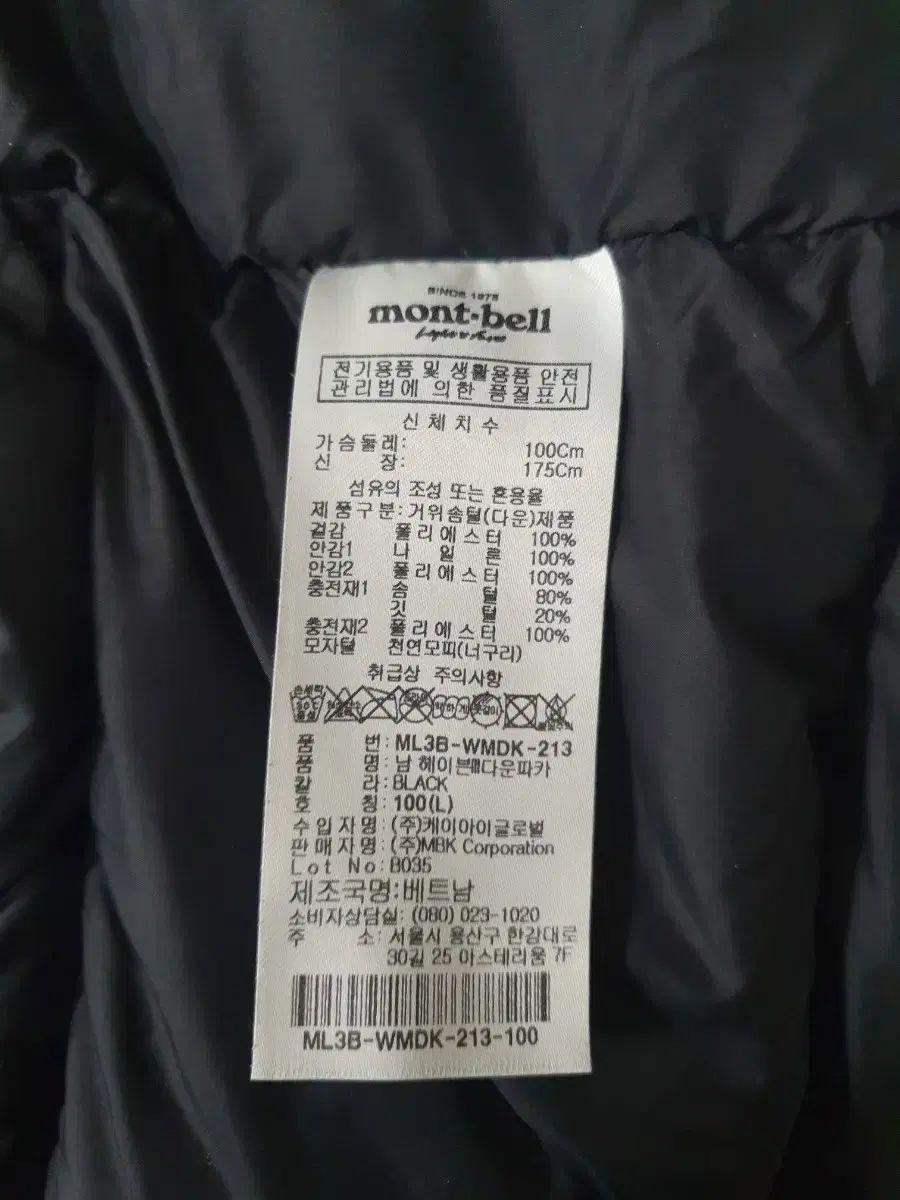 SINCE 1975
mont·bell
전기용품 및 생활용품 안전
관리법에 의한 품질표시
신체치수
가슴둘레: 100Cm
신 장: 175Cm
섬유의 조성 또는 혼용율
제품구분:거위솜털(다운)제품
겉감 폴리에스터 100%
안감1 나일론 100%
안감2 폴리에스터 100%
충전재1 솜털 80%
깃털 20%
충전재2 폴리에스터 100%
모자털 천연모피(너구리)
취급상 주의사항
손세탁
30℃
중성
품 번: ML3B-WMDK-213
품 명: 남 헤이븐 다운파카
칼 라: BLACK
호 칭: 100(L)
수입자명: (주)케이아이글로벌
판매자명: (주)MBK Corporation
Lot No: B035
제조국명:베트남
소비자상담실: (080) 023-1020
주 소: 서울시 용산구 한강대로
30길 25 아스테리움 7F
ML3B-WMDK-213-100